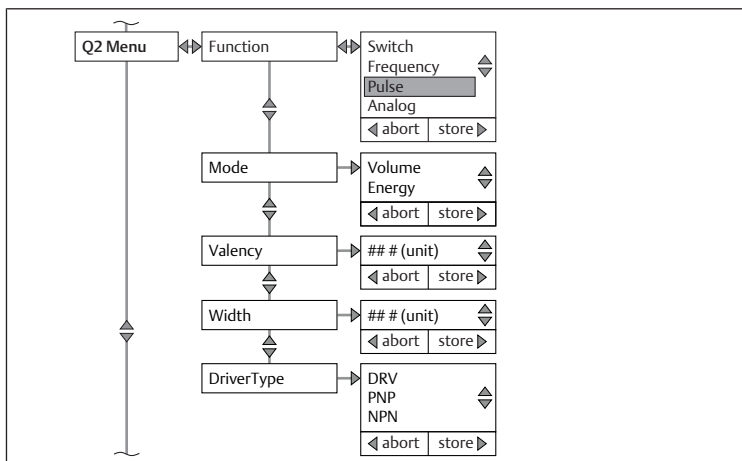 Q2 Menu
Function
Switch
Frequency
Pulse
Analog
abort store
Mode
Volume
Energy
abort store
Valency
## # (unit)
abort store
Width
## # (unit)
abort store
DriverType
DRV
PNP
NPN
abort store